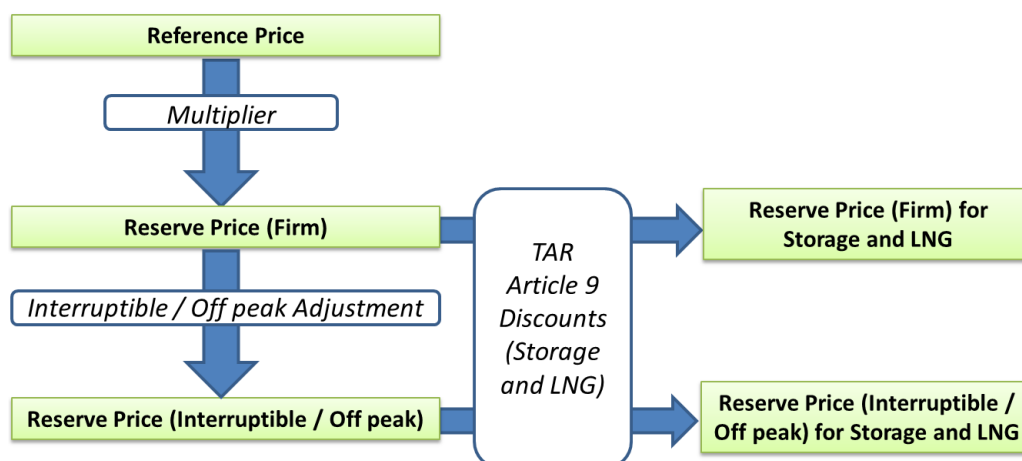 Reference Price
Multiplier
Reserve Price (Firm)
Interruptible / Off peak Adjustment
Reserve Price (Interruptible / Off peak)
TAR
Article 9
Discounts
(Storage
and LNG)
Reserve Price (Firm) for
Storage and LNG
Reserve Price (Interruptible /
Off peak) for Storage and LNG